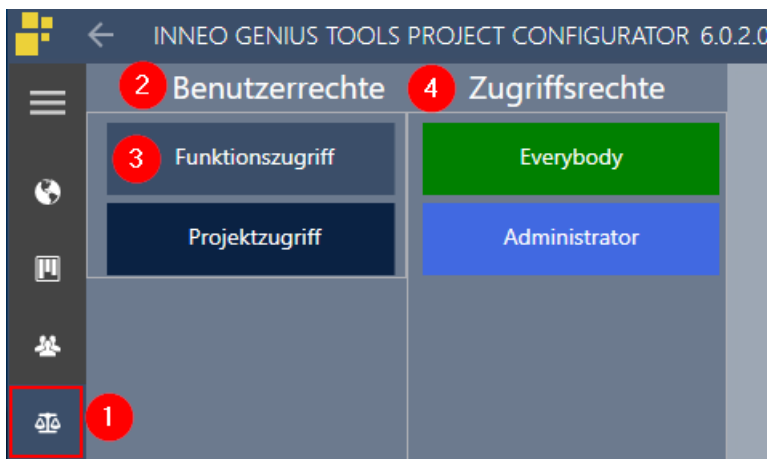 INNEO GENIUS TOOLS PROJECT CONFIGURATOR 6.0.2.0
2 Benutzerrechte 4 Zugriffsrechte
3 Funktionszugriff Everybody
Projektzugriff Administrator
1